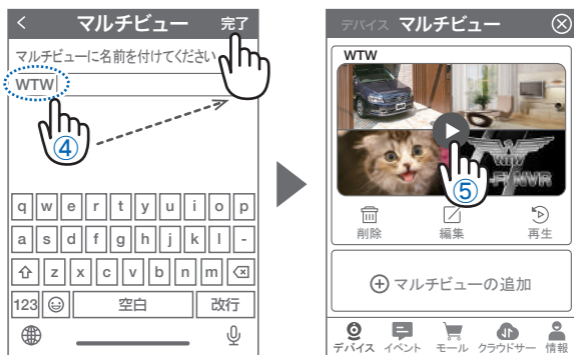 マルチビュー 完了
マルチビューに名前を付けてください
WTW
④
q w e r t y u i o p
a s d f g h j k l -
z x c v b n m
123 空白 改行
デバイス マルチビュー
WTW
⑤
NVR
削除 編集 再生
マルチビューの追加
デバイス イベント モール クラウドサー 情報